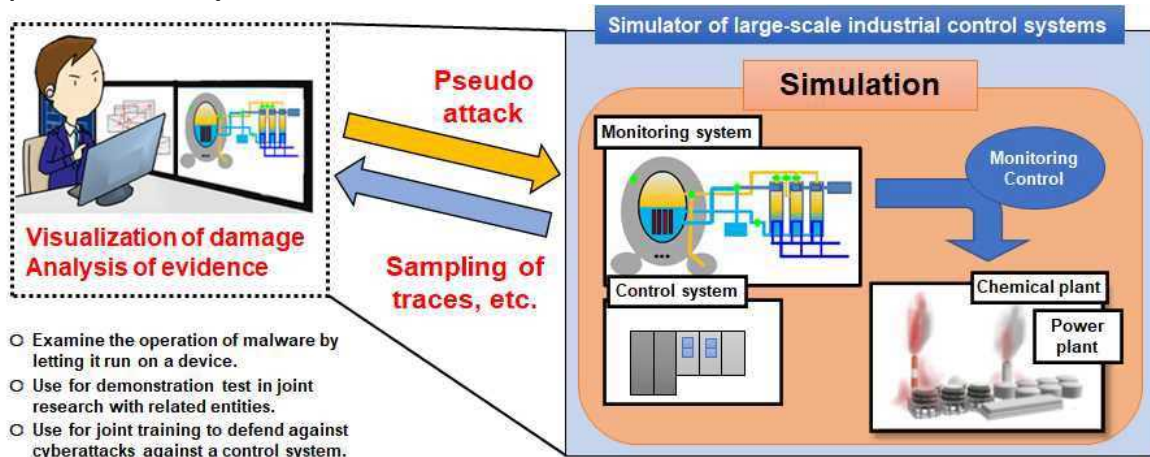 Simulator of large-scale industrial control systems
Simulation
Pseudo
attack
Monitoring system
Monitoring
Control
Visualization of damage
Analysis of evidence
Sampling of
traces, etc.
Control system
Chemical plant
Power
plant
O Examine the operation of malware by
letting it run on a device.
O Use for demonstration test in joint
research with related entities.
O Use for joint training to defend against
cyberattacks against a control system.